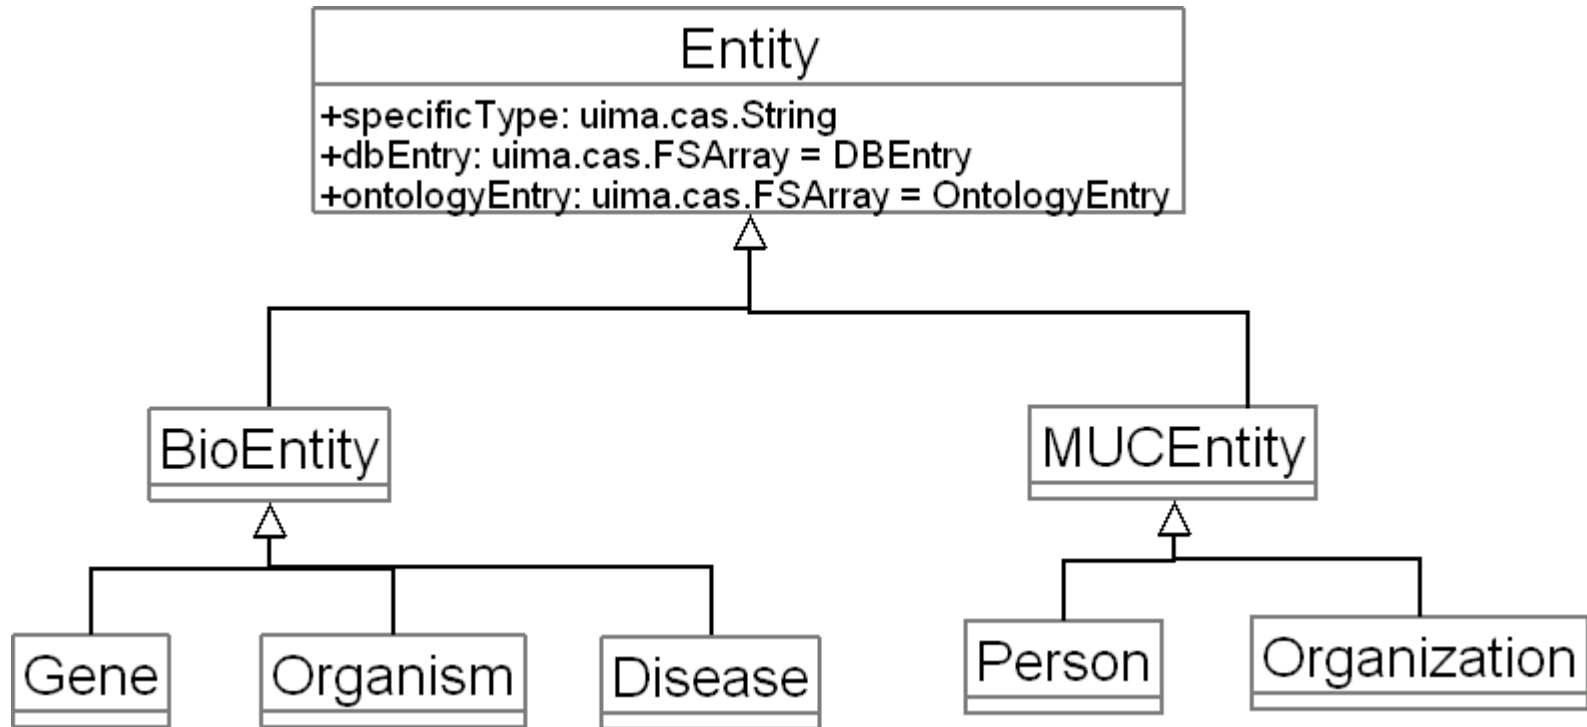 Entity
+specificType: uima.cas.String
+dbEntry: uima.cas.FSArray = DBEntry
+ontologyEntry: uima.cas.FSArray = OntologyEntry
BioEntity
MUCEntity
Gene
Organism
Disease
Person
Organization